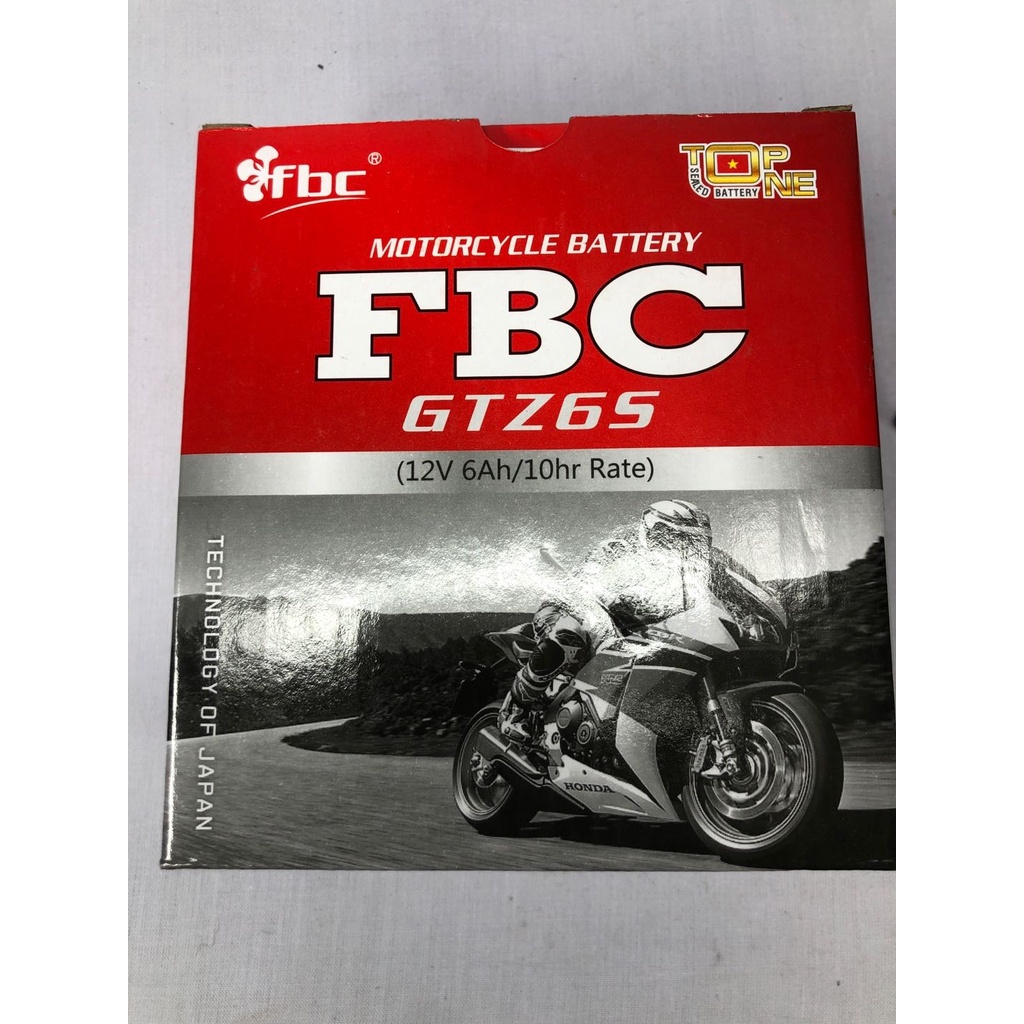 fbc®
TOP
ONE
SEALED
BATTERY
MOTORCYCLE BATTERY
FBC
GTZ6S
(12V 6Ah/10hr Rate)
TECHNOLOGY OF JAPAN
HONDA